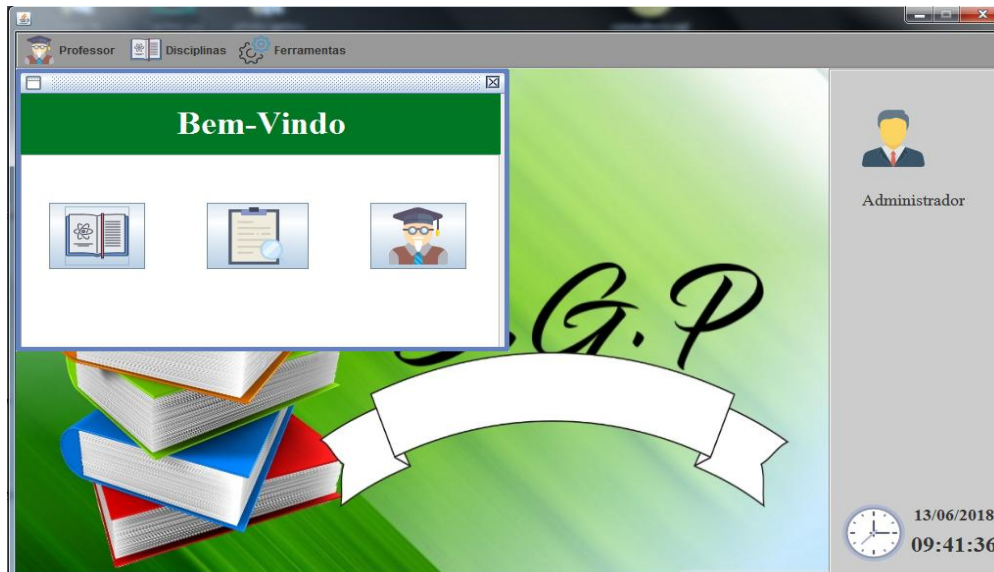 Professor
Disciplinas
Ferramentas
Bem-Vindo
Administrador
.G.P
13/06/2018
09:41:36